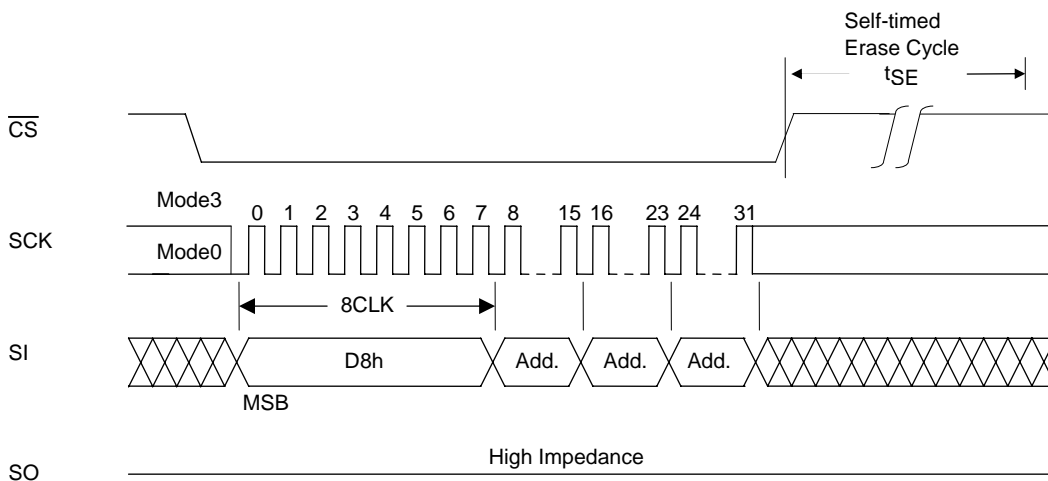 Self-timed
Erase Cycle
tSE
CS
Mode3
0 1 2 3 4 5 6 7 8 15 16 23 24 31
SCK
Mode0
8CLK
SI
D8h Add. Add. Add.
MSB
High Impedance
SO